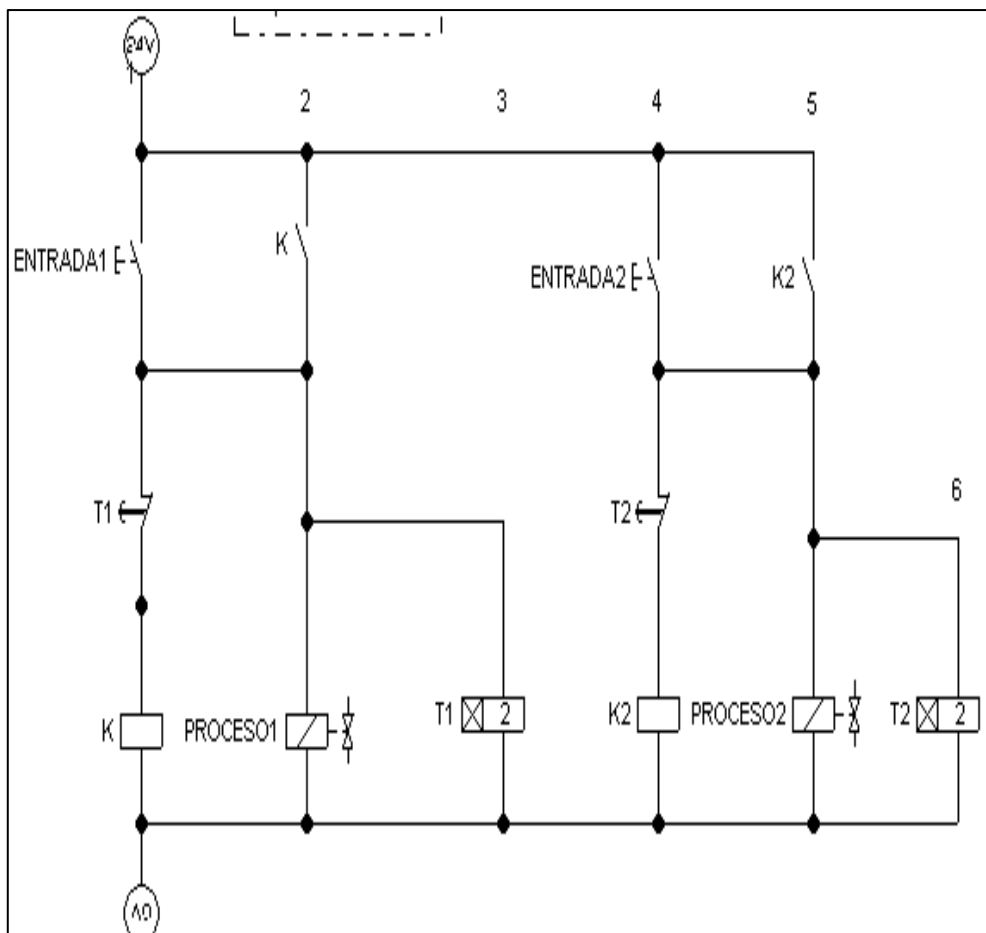 24V
1
2
3
4
5
ENTRADA1
K
ENTRADA2
K2
6
T1
T2
K
PROCESO1
T1
2
K2
PROCESO2
T2
2
0V